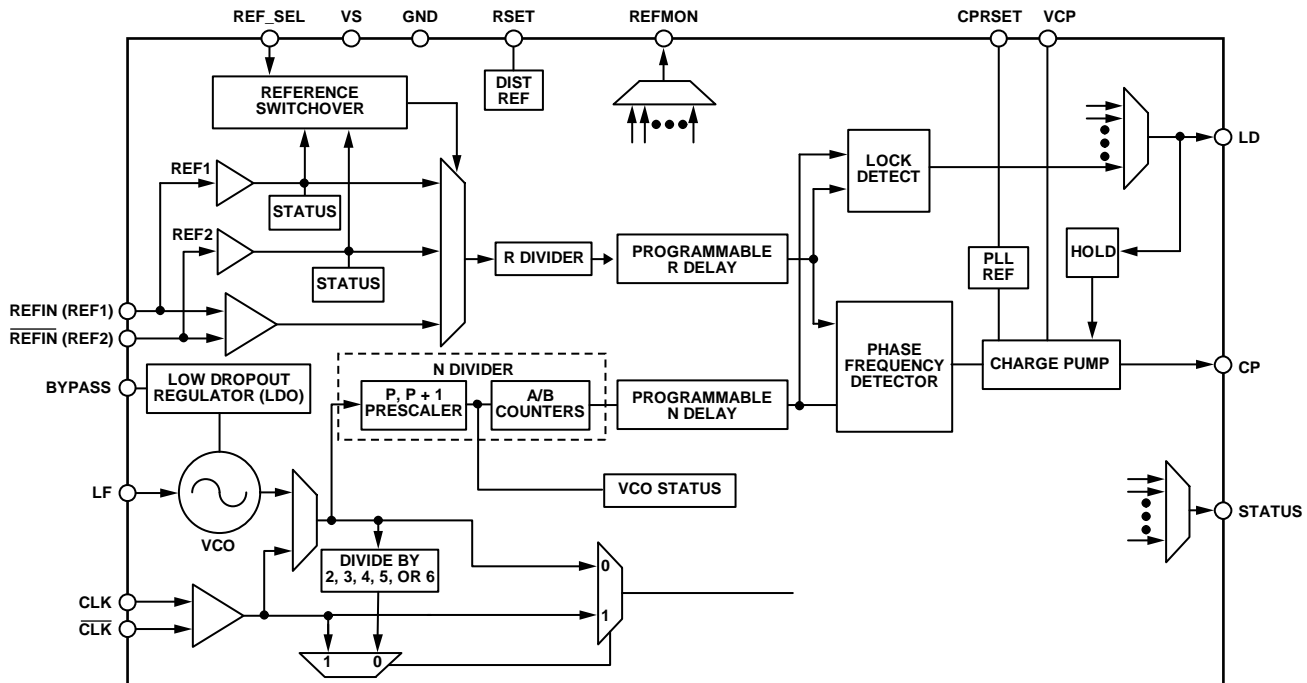 REF_SEL
VS
GND
RSET
REFMON
CPRSET
VCP
REFERENCE
SWITCHOVER
DIST
REF
LD
LOCK
DETECT
REF1
STATUS
REF2
STATUS
R DIVIDER
PROGRAMMABLE
R DELAY
PLL
REF
HOLD
REFIN (REF1)
REFIN (REF2)
PHASE
FREQUENCY
DETECTOR
CHARGE PUMP
CP
BYPASS
LOW DROPOUT
REGULATOR (LDO)
N DIVIDER
P, P + 1
PRESCALER
A/B
COUNTERS
PROGRAMMABLE
N DELAY
LF
VCO
VCO STATUS
STATUS
DIVIDE BY
2, 3, 4, 5, OR 6
0
1
CLK
CLK
1
0